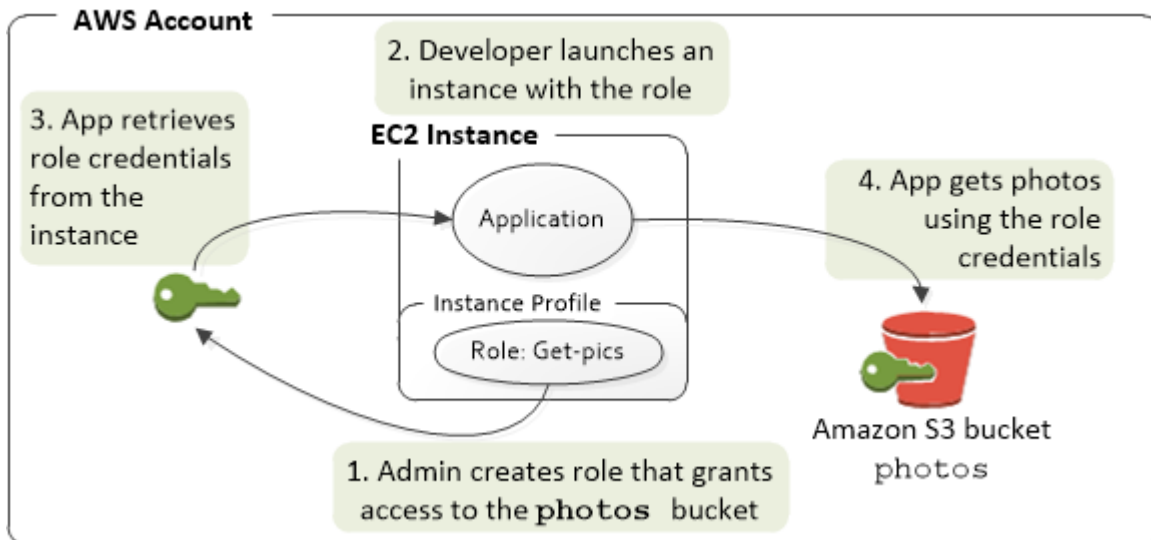 AWS Account
2. Developer launches an
instance with the role
3. App retrieves
role credentials
from the
instance
EC2 Instance
Application
4. App gets photos
using the role
credentials
Instance Profile
Role: Get-pics
Amazon S3 bucket
photos
1. Admin creates role that grants
access to the photos bucket